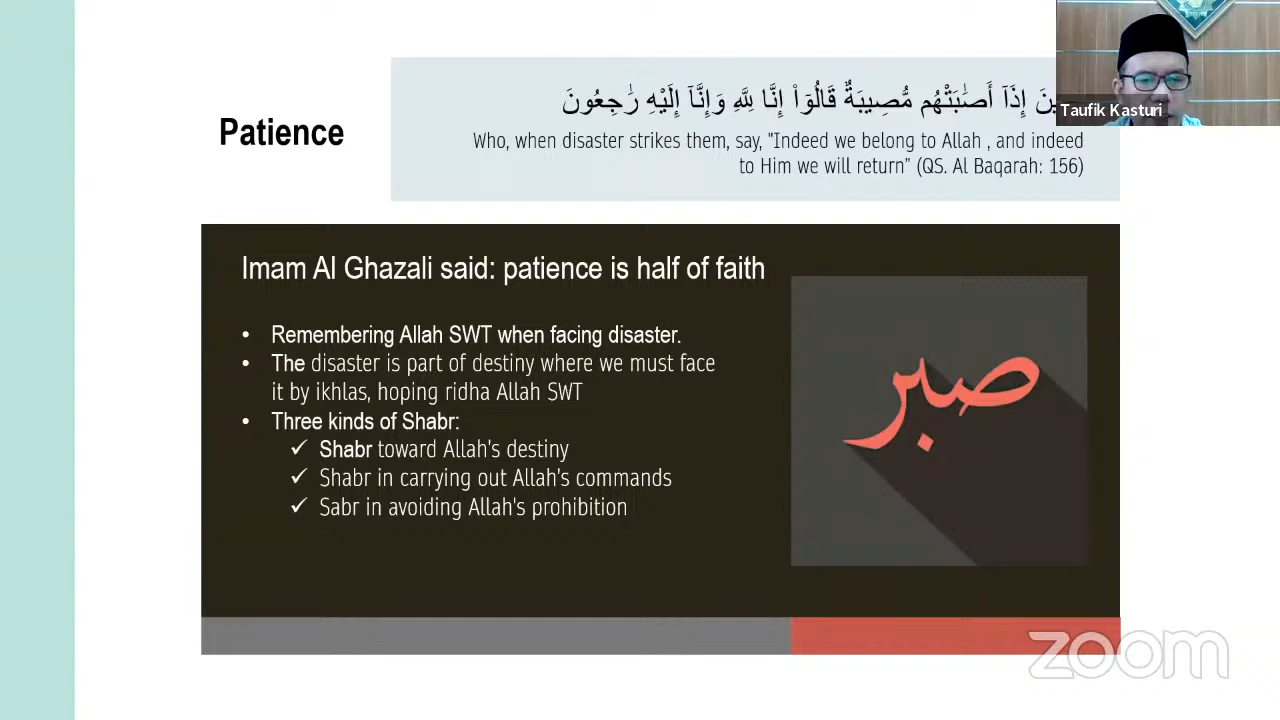 Patience
إِذَآ أَصَٰبَتْهُم مُّصِيبَةٌ قَالُوٓا۟ إِنَّا لِلَّهِ وَإِنَّآ إِلَيْهِ رَٰجِعُونَ
Who, when disaster strikes them, say, "Indeed we belong to Allah , and indeed
to Him we will return" (QS. Al Baqarah: 156)
Taufik Kasturi
Imam Al Ghazali said: patience is half of faith
• Remembering Allah SWT when facing disaster.
• The disaster is part of destiny where we must face
it by ikhlas, hoping ridha Allah SWT
• Three kinds of Shabr:
✓ Shabr toward Allah's destiny
✓ Shabr in carrying out Allah's commands
✓ Sabr in avoiding Allah's prohibition
صبر
zoom